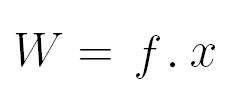 W = f . x